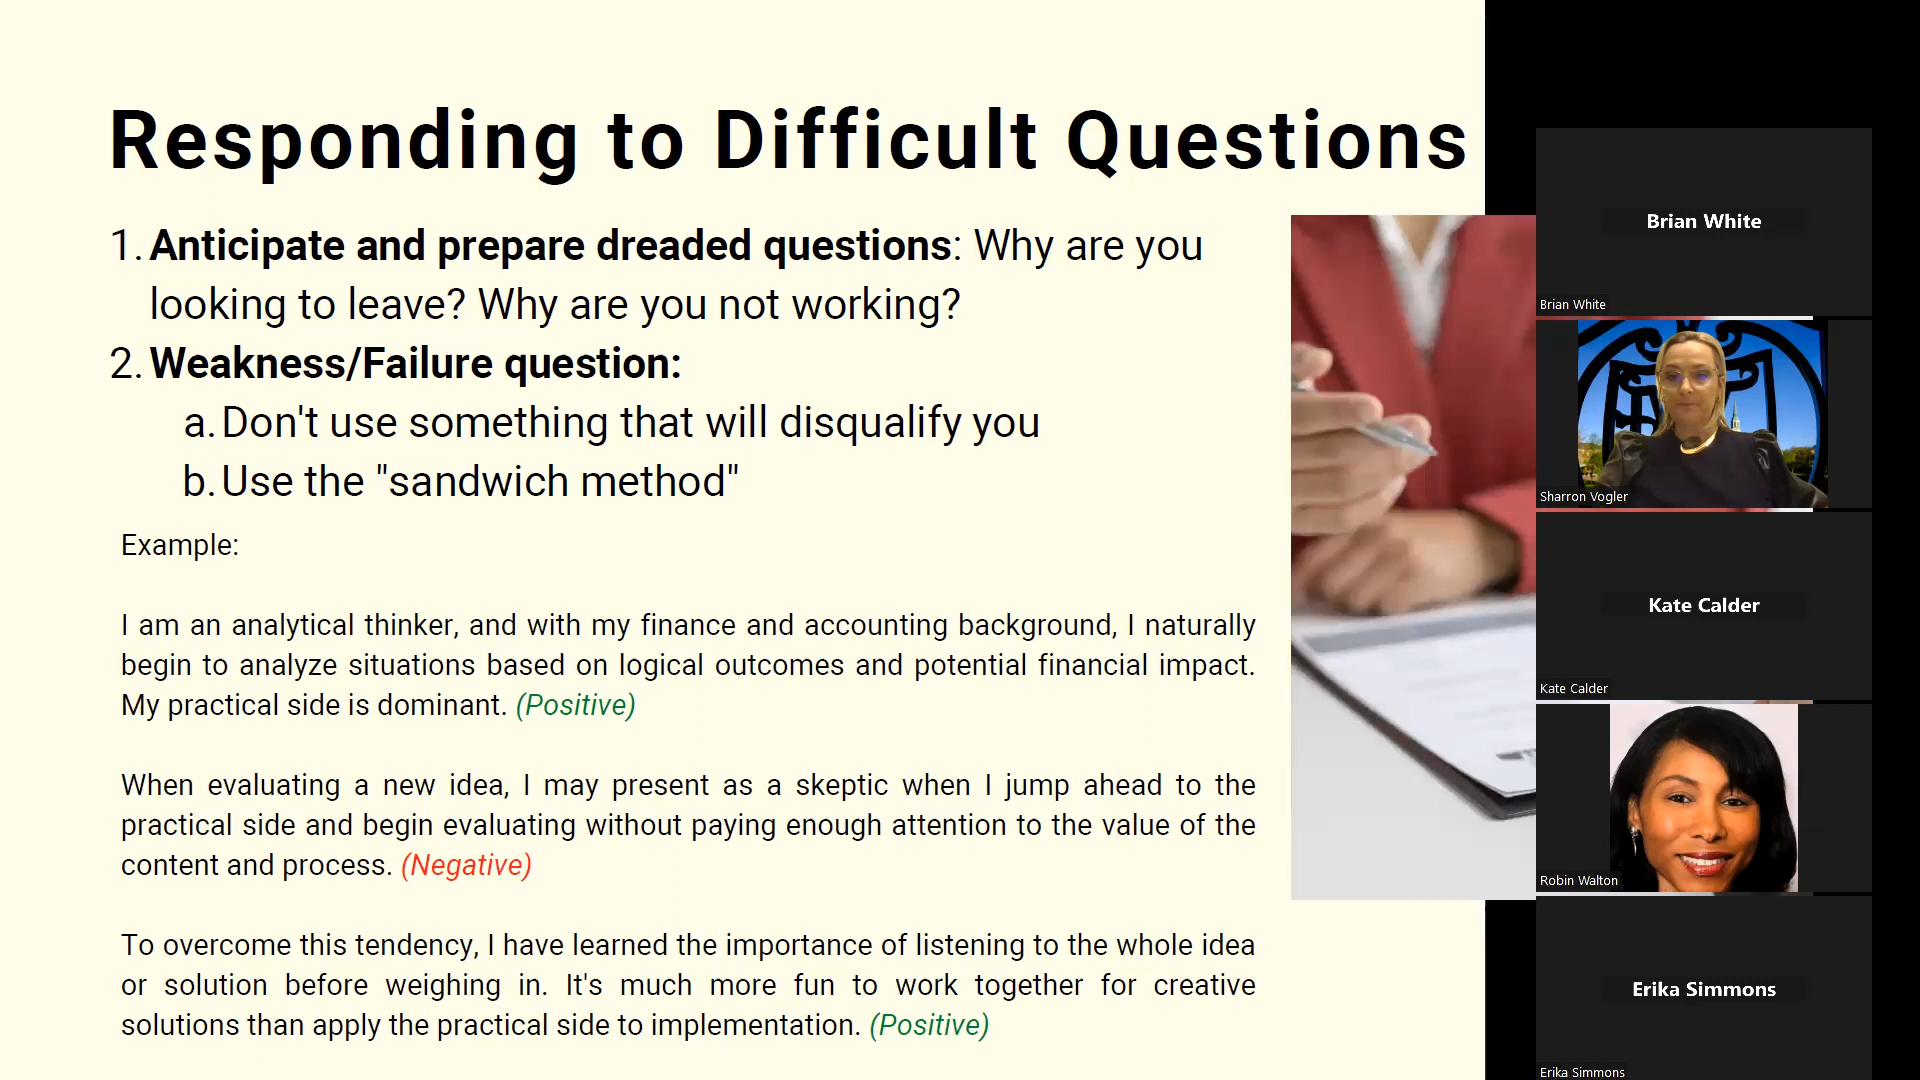 Responding to Difficult Questions
1. Anticipate and prepare dreaded questions: Why are you
looking to leave? Why are you not working?
2. Weakness/Failure question:
a. Don't use something that will disqualify you
b. Use the "sandwich method"
Example:
I am an analytical thinker, and with my finance and accounting background, I naturally
begin to analyze situations based on logical outcomes and potential financial impact.
My practical side is dominant. (Positive)
When evaluating a new idea, I may present as a skeptic when I jump ahead to the
practical side and begin evaluating without paying enough attention to the value of the
content and process. (Negative)
To overcome this tendency, I have learned the importance of listening to the whole idea
or solution before weighing in. It's much more fun to work together for creative
solutions than apply the practical side to implementation. (Positive)
Brian White
Brian White
Sharron Vogler
Kate Calder
Kate Calder
Robin Walton
Erika Simmons
Erika Simmons